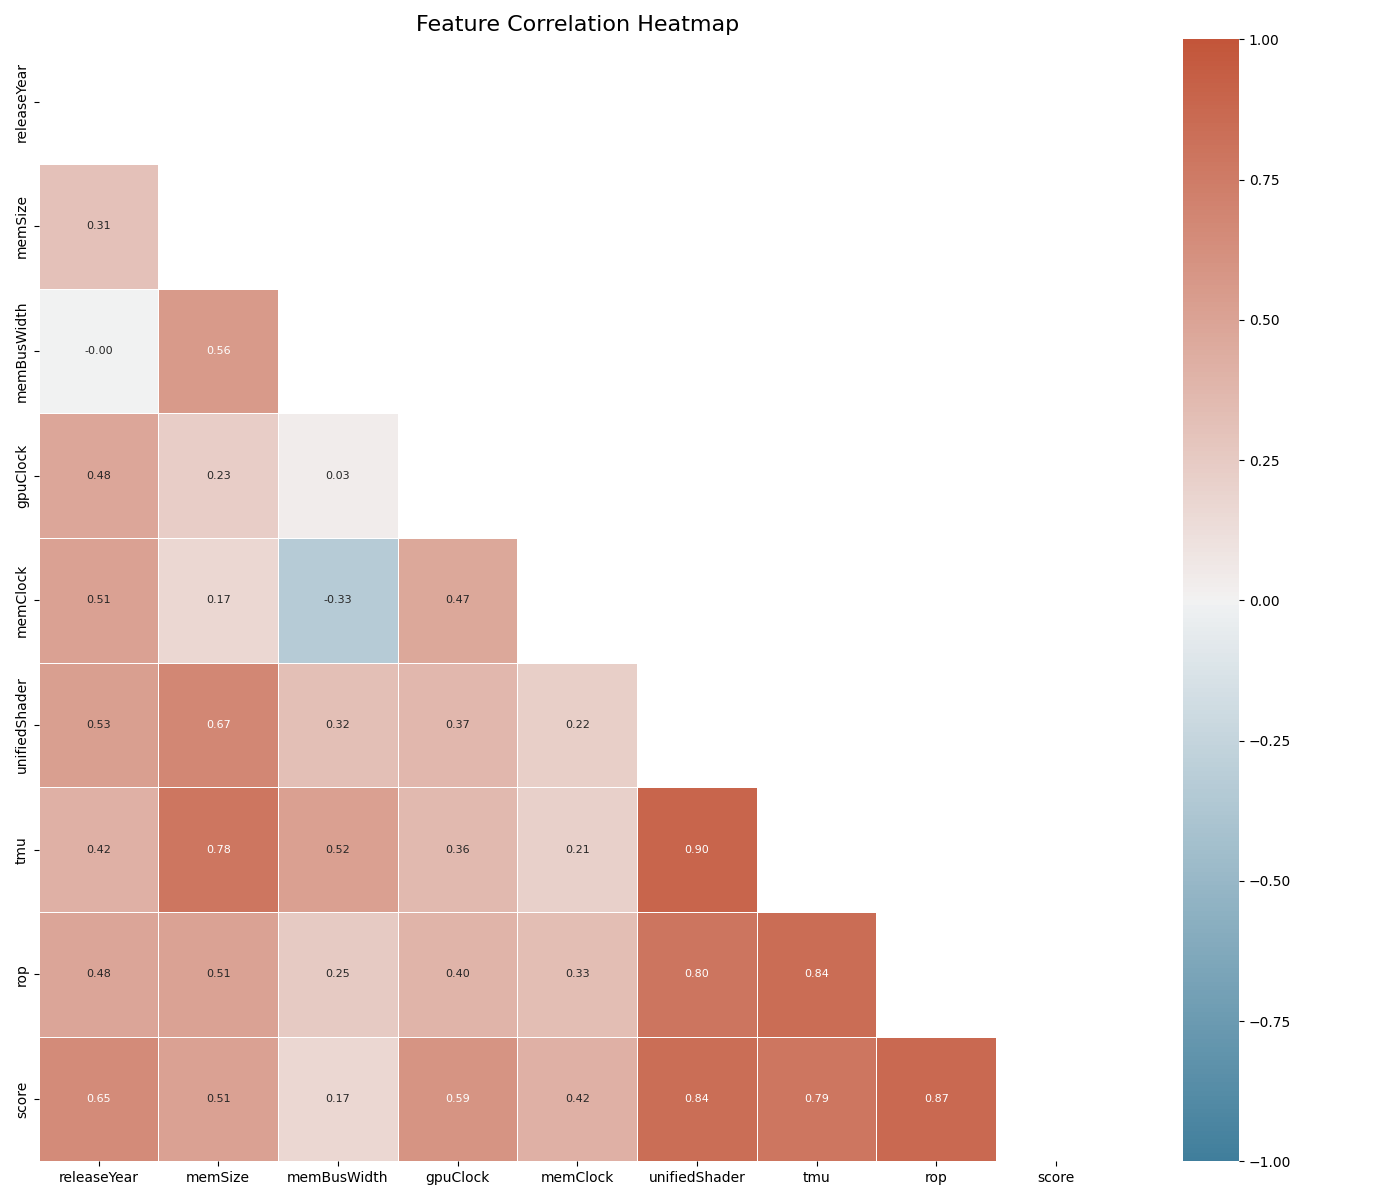 Feature Correlation Heatmap
releaseYear
memSize
0.31
memBusWidth
-0.00 0.56
gpuClock
0.48 0.23 0.03
memClock
0.51 0.17 -0.33 0.47
unifiedShader
0.53 0.67 0.32 0.37 0.22
tmu
0.42 0.78 0.52 0.36 0.21 0.90
rop
0.48 0.51 0.25 0.40 0.33 0.80 0.84
score
0.65 0.51 0.17 0.59 0.42 0.84 0.79 0.87
releaseYear memSize memBusWidth gpuClock memClock unifiedShader tmu rop score
1.00
0.75
0.50
0.25
0.00
−0.25
−0.50
−0.75
−1.00